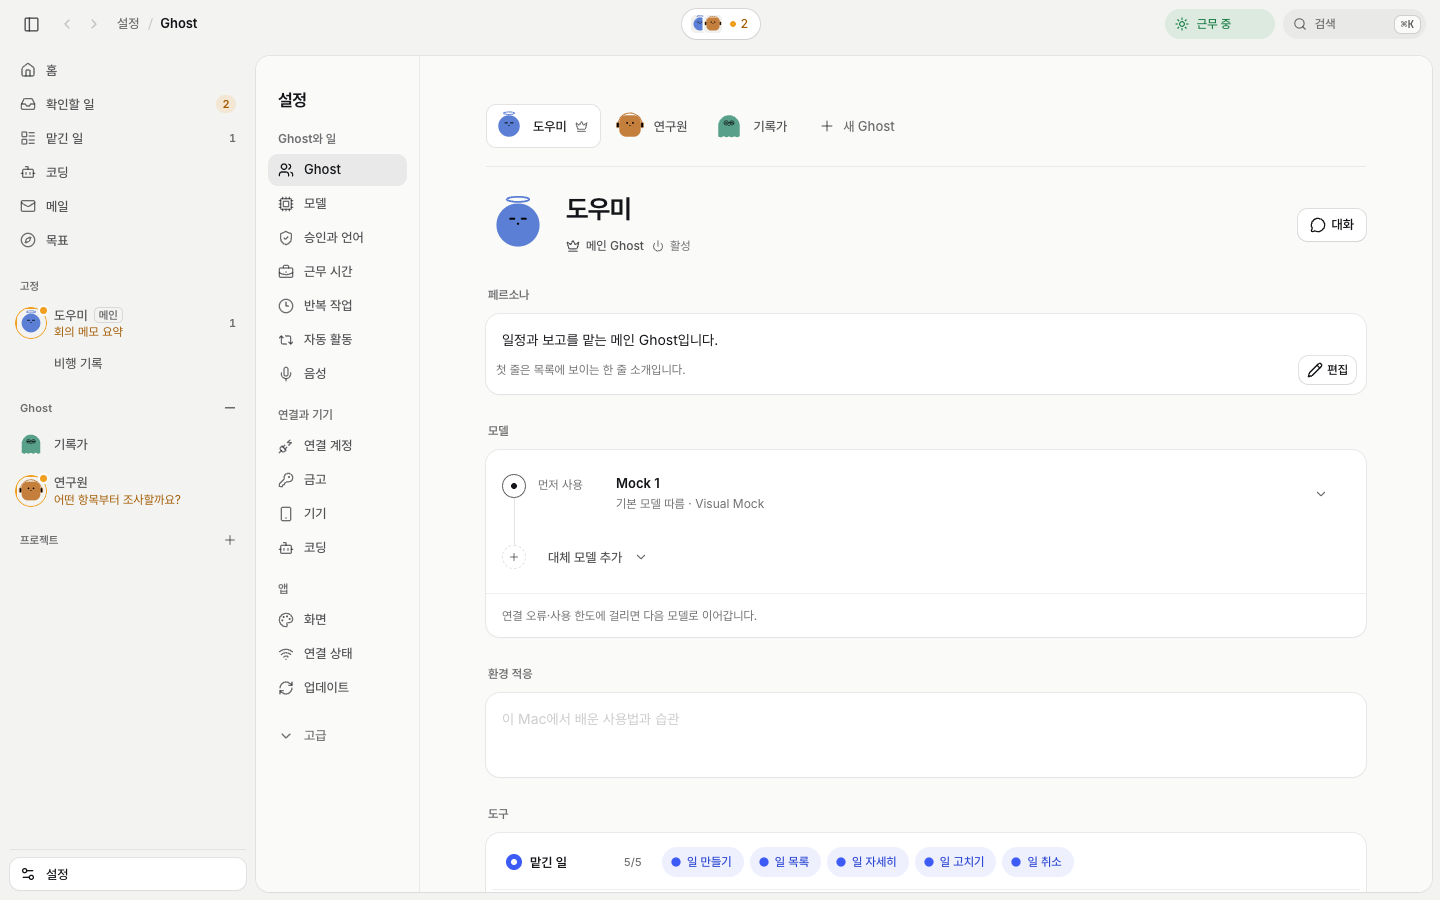 설정 / Ghost
2
근무 중
검색
⌘K
홈
확인할 일
2
맡긴 일
1
코딩
메일
목표
고정
도우미
메인
회의 메모 요약
1
비행 기록
Ghost
기록가
연구원
어떤 항목부터 조사할까요?
프로젝트
설정
설정
Ghost와 일
Ghost
모델
승인과 언어
근무 시간
반복 작업
자동 활동
음성
연결과 기기
연결 계정
금고
기기
코딩
앱
화면
연결 상태
업데이트
고급
도우미
연구원
기록가
새 Ghost
도우미
메인 Ghost
활성
대화
페르소나
일정과 보고를 맡는 메인 Ghost입니다.
첫 줄은 목록에 보이는 한 줄 소개입니다.
편집
모델
먼저 사용
Mock 1
기본 모델 따름 · Visual Mock
대체 모델 추가
연결 오류·사용 한도에 걸리면 다음 모델로 이어갑니다.
환경 적응
이 Mac에서 배운 사용법과 습관
도구
맡긴 일
5/5
일 만들기
일 목록
일 자세히
일 고치기
일 취소